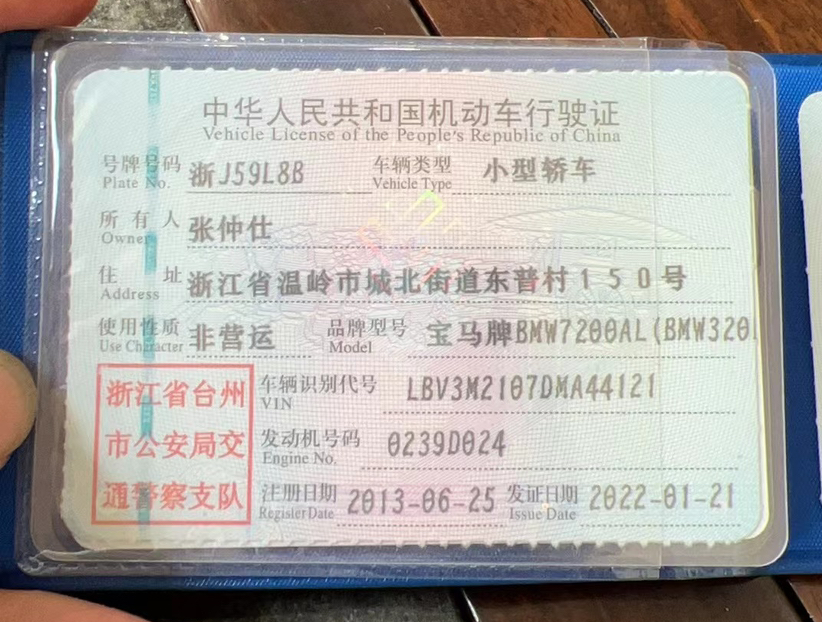 中华人民共和国机动车行驶证
Vehicle License of the People's Republic of China
号牌号码 浙J59L8B 车辆类型 小型轿车
Plate No. Vehicle Type
所有人 张仲仕
Owner
住址 浙江省温岭市城北街道东普村150号
Address
使用性质 非营运 品牌型号 宝马牌BMW7200AL(BMW320
Use Character Model
浙江省台州
市公安局交
通警察支队
车辆识别代号 LBV3M2107DMA44121
VIN
发动机号码 0239D024
Engine No.
注册日期 2013-06-25 发证日期 2022-01-21
Register Date Issue Date